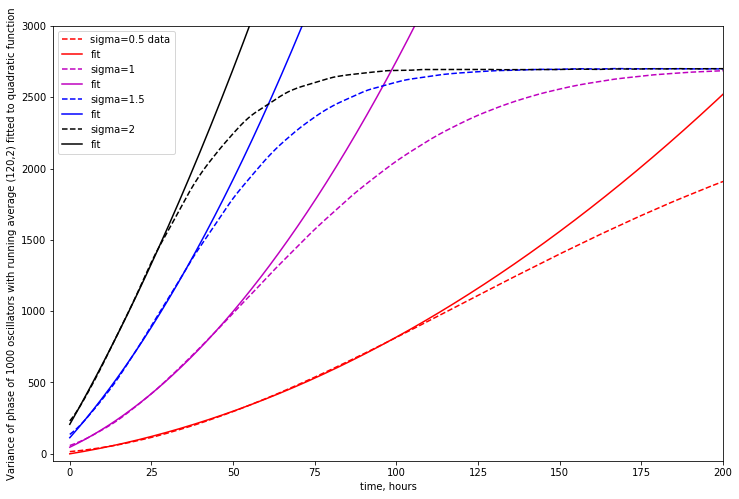 Variance of phase of 1000 oscillators with running average (120,2) fitted to quadratic function
3000
2500
2000
1500
1000
500
0
sigma=0.5 data
fit
sigma=1
fit
sigma=1.5
fit
sigma=2
fit
0
25
50
75
100
125
150
175
200
time, hours